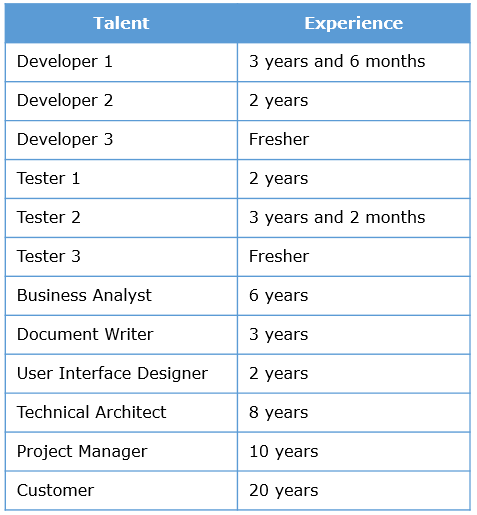 Talent Experience
Developer 1 3 years and 6 months
Developer 2 2 years
Developer 3 Fresher
Tester 1 2 years
Tester 2 3 years and 2 months
Tester 3 Fresher
Business Analyst 6 years
Document Writer 3 years
User Interface Designer 2 years
Technical Architect 8 years
Project Manager 10 years
Customer 20 years